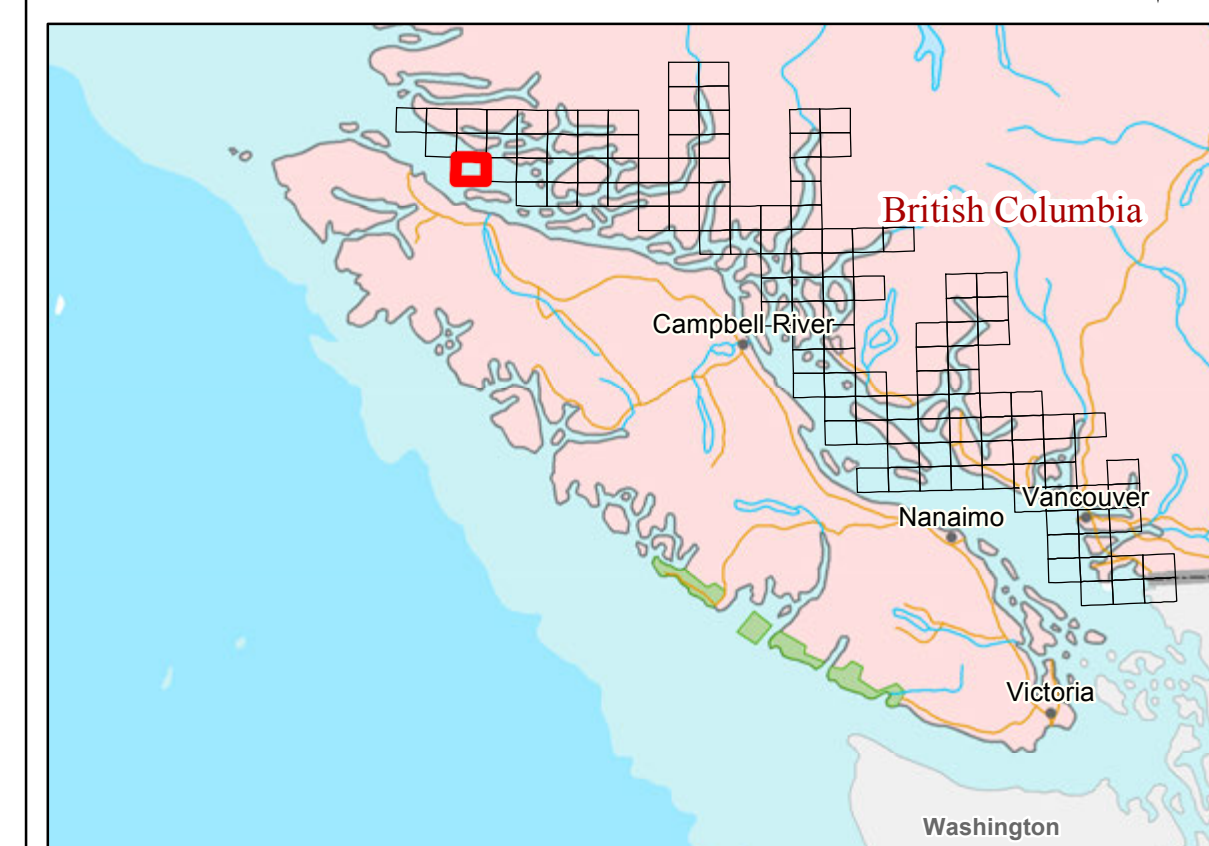 British Columbia
Campbell River
Vancouver
Nanaimo
Victoria
Washington